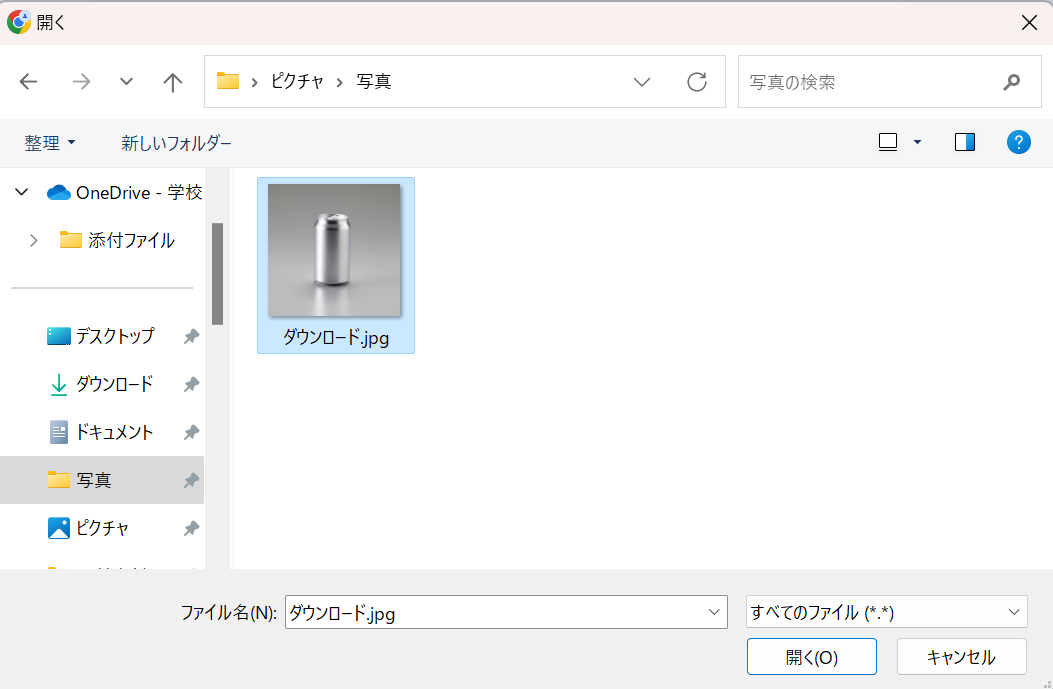 開く
ピクチャ › 写真
写真の検索
整理
新しいフォルダー
OneDrive - 学校
添付ファイル
デスクトップ
ダウンロード
ドキュメント
写真
ピクチャ
ダウンロード.jpg
ファイル名(N):
ダウンロード.jpg
すべてのファイル (*.*)
開く(O)
キャンセル